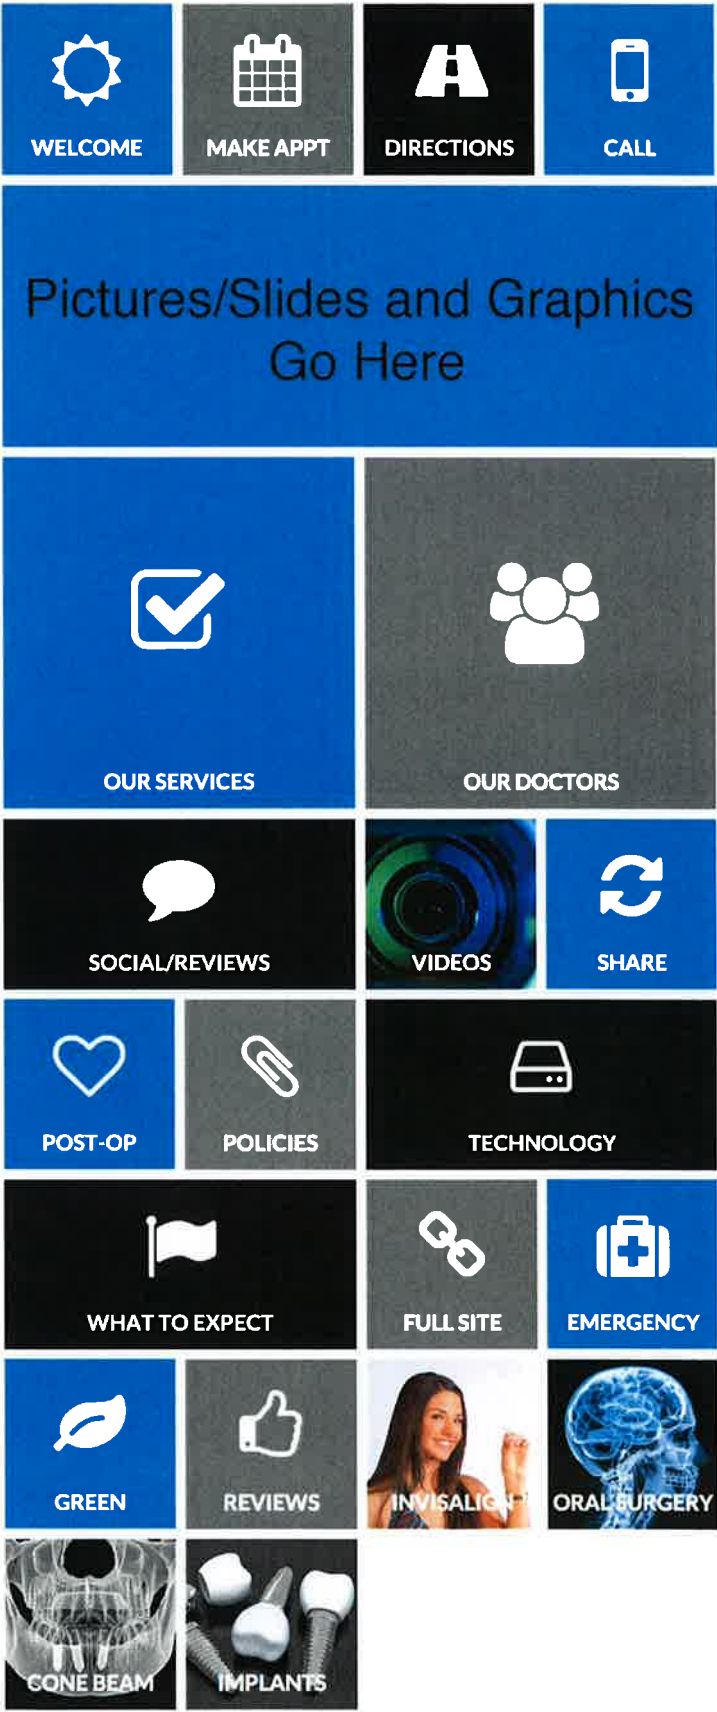 WELCOME
MAKE APPT
DIRECTIONS
CALL
Pictures/Slides and Graphics
Go Here
OUR SERVICES
OUR DOCTORS
SOCIAL/REVIEWS
VIDEOS
SHARE
POST-OP
POLICIES
TECHNOLOGY
WHAT TO EXPECT
FULL SITE
EMERGENCY
GREEN
REVIEWS
INVISALIGN
ORAL SURGERY
CONE BEAM
IMPLANTS